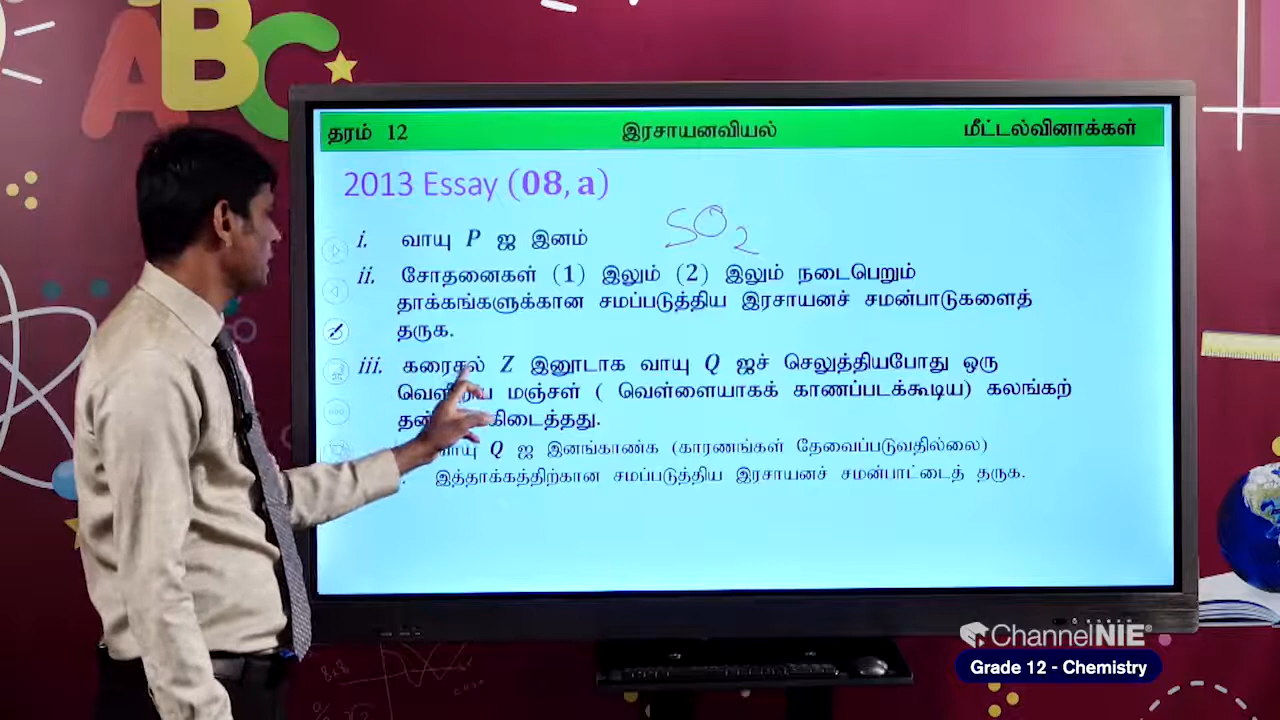 ABC
தரம் 12 இரசாயனவியல் மீட்டல்வினாக்கள்
2013 Essay (08, a)
i. வாயு P ஐ இனம் SO2
ii. சோதனைகள் (1) இலும் (2) இலும் நடைபெறும்
தாக்கங்களுக்கான சமப்படுத்திய இரசாயனச் சமன்பாடுகளைத்
தருக.
iii. கரைசல் Z இனூடாக வாயு Q ஐச் செலுத்தியபோது ஒரு
வெளிறிய மஞ்சள் ( வெள்ளையாகக் காணப்படக்கூடிய) கலங்கற்
கிடைத்தது.
வாயு Q ஐ இனங்காண்க (காரணங்கள் தேவைப்படுவதில்லை)
இத்தாக்கத்திற்கான சமப்படுத்திய இரசாயனச் சமன்பாட்டைத் தருக.
ChannelNIE®
Grade 12 - Chemistry